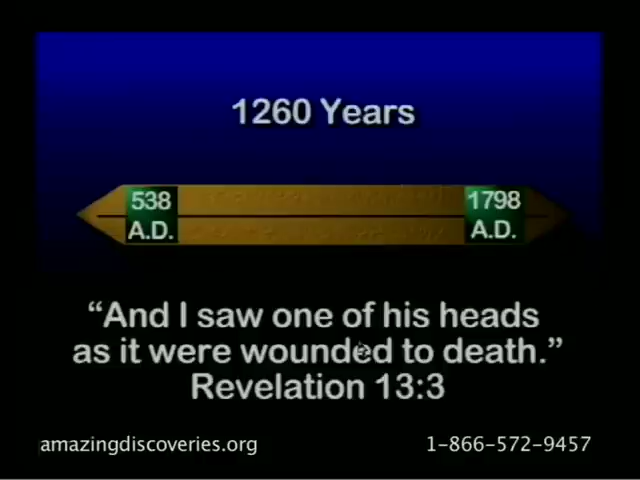 1260 Years
538
A.D.
1798
A.D.
“And I saw one of his heads
as it were wounded to death.”
Revelation 13:3
amazingdiscoveries.org
1-866-572-9457